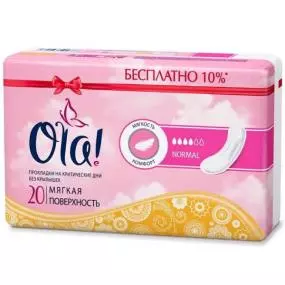 БЕСПЛАТНО 10%*
Ola!
ПРОКЛАДКИ НА КРИТИЧЕСКИЕ ДНИ
БЕЗ КРЫЛЫШЕК
20 МЯГКАЯ
ПОВЕРХНОСТЬ
МЯГКОСТЬ
КОМФОРТ
NORMAL